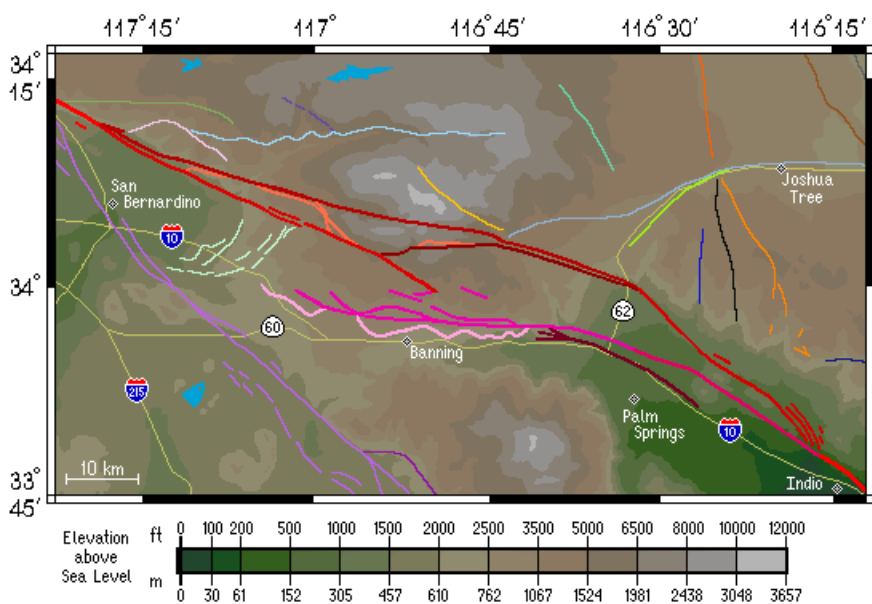 117° 15′ 117° 116° 45′ 116° 30′ 116° 15′
34° 15′
San Bernardino
10
Joshua Tree
34°
62
60
Banning
215
Palm Springs
10
10 km
Indio
33° 45′
Elevation above Sea Level
ft 0 100 200 500 1000 1500 2000 2500 3500 5000 6500 8000 10000 12000
m 0 30 61 152 305 457 610 762 1067 1524 1981 2438 3048 3657